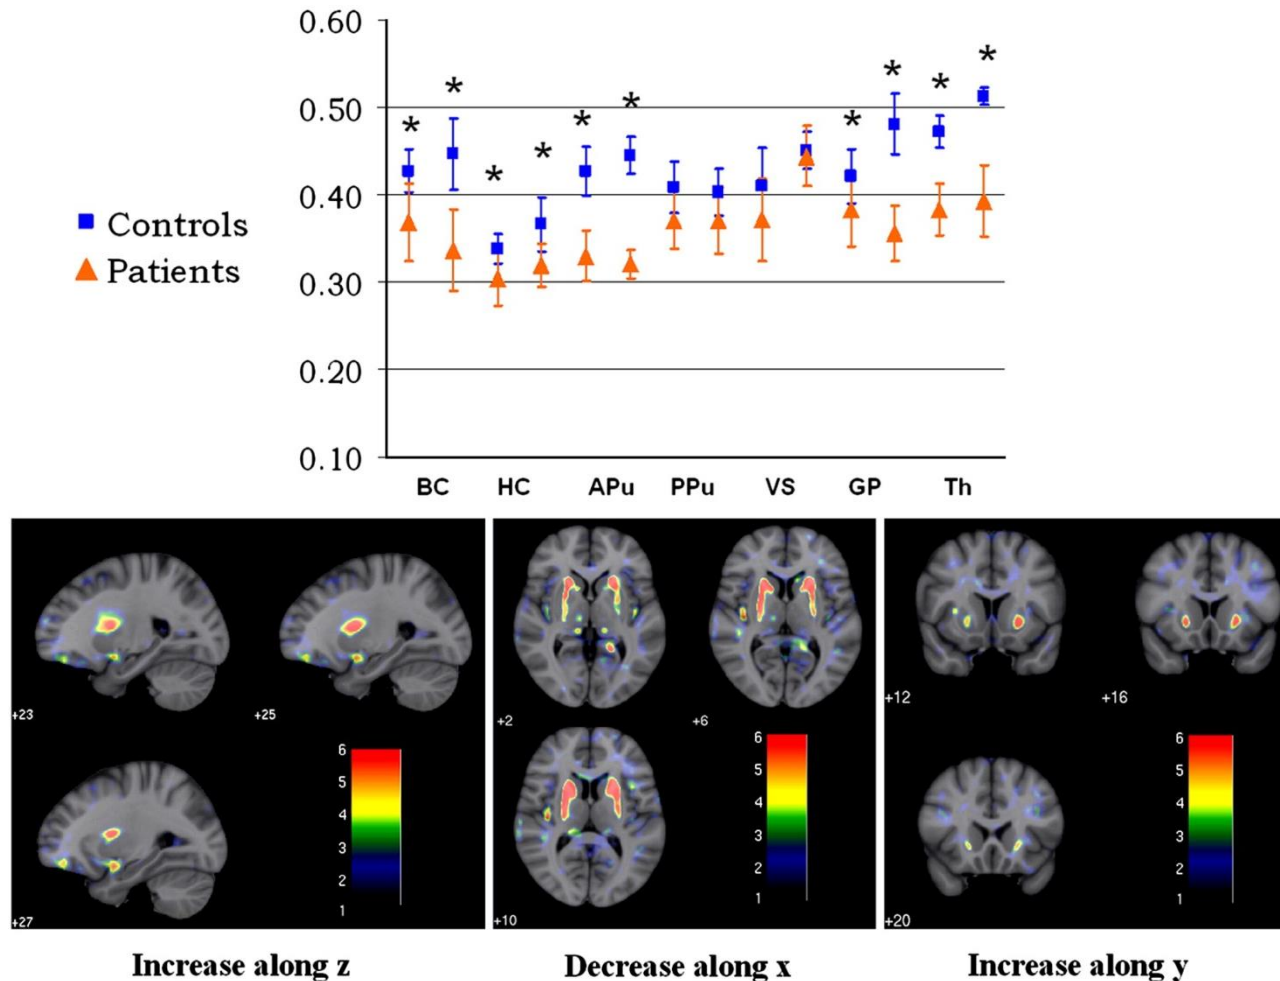 0.60
* * * * * * * * * *
0.50
0.40
Controls
Patients
0.30
0.20
0.10
BC HC APu PPu VS GP Th
+23 +25 +2 +6 +12 +16
6 6 6
5 5 5
4 4 4
3 3 3
2 2 2
1 1 1
+27 +10 +20
Increase along z Decrease along x Increase along y